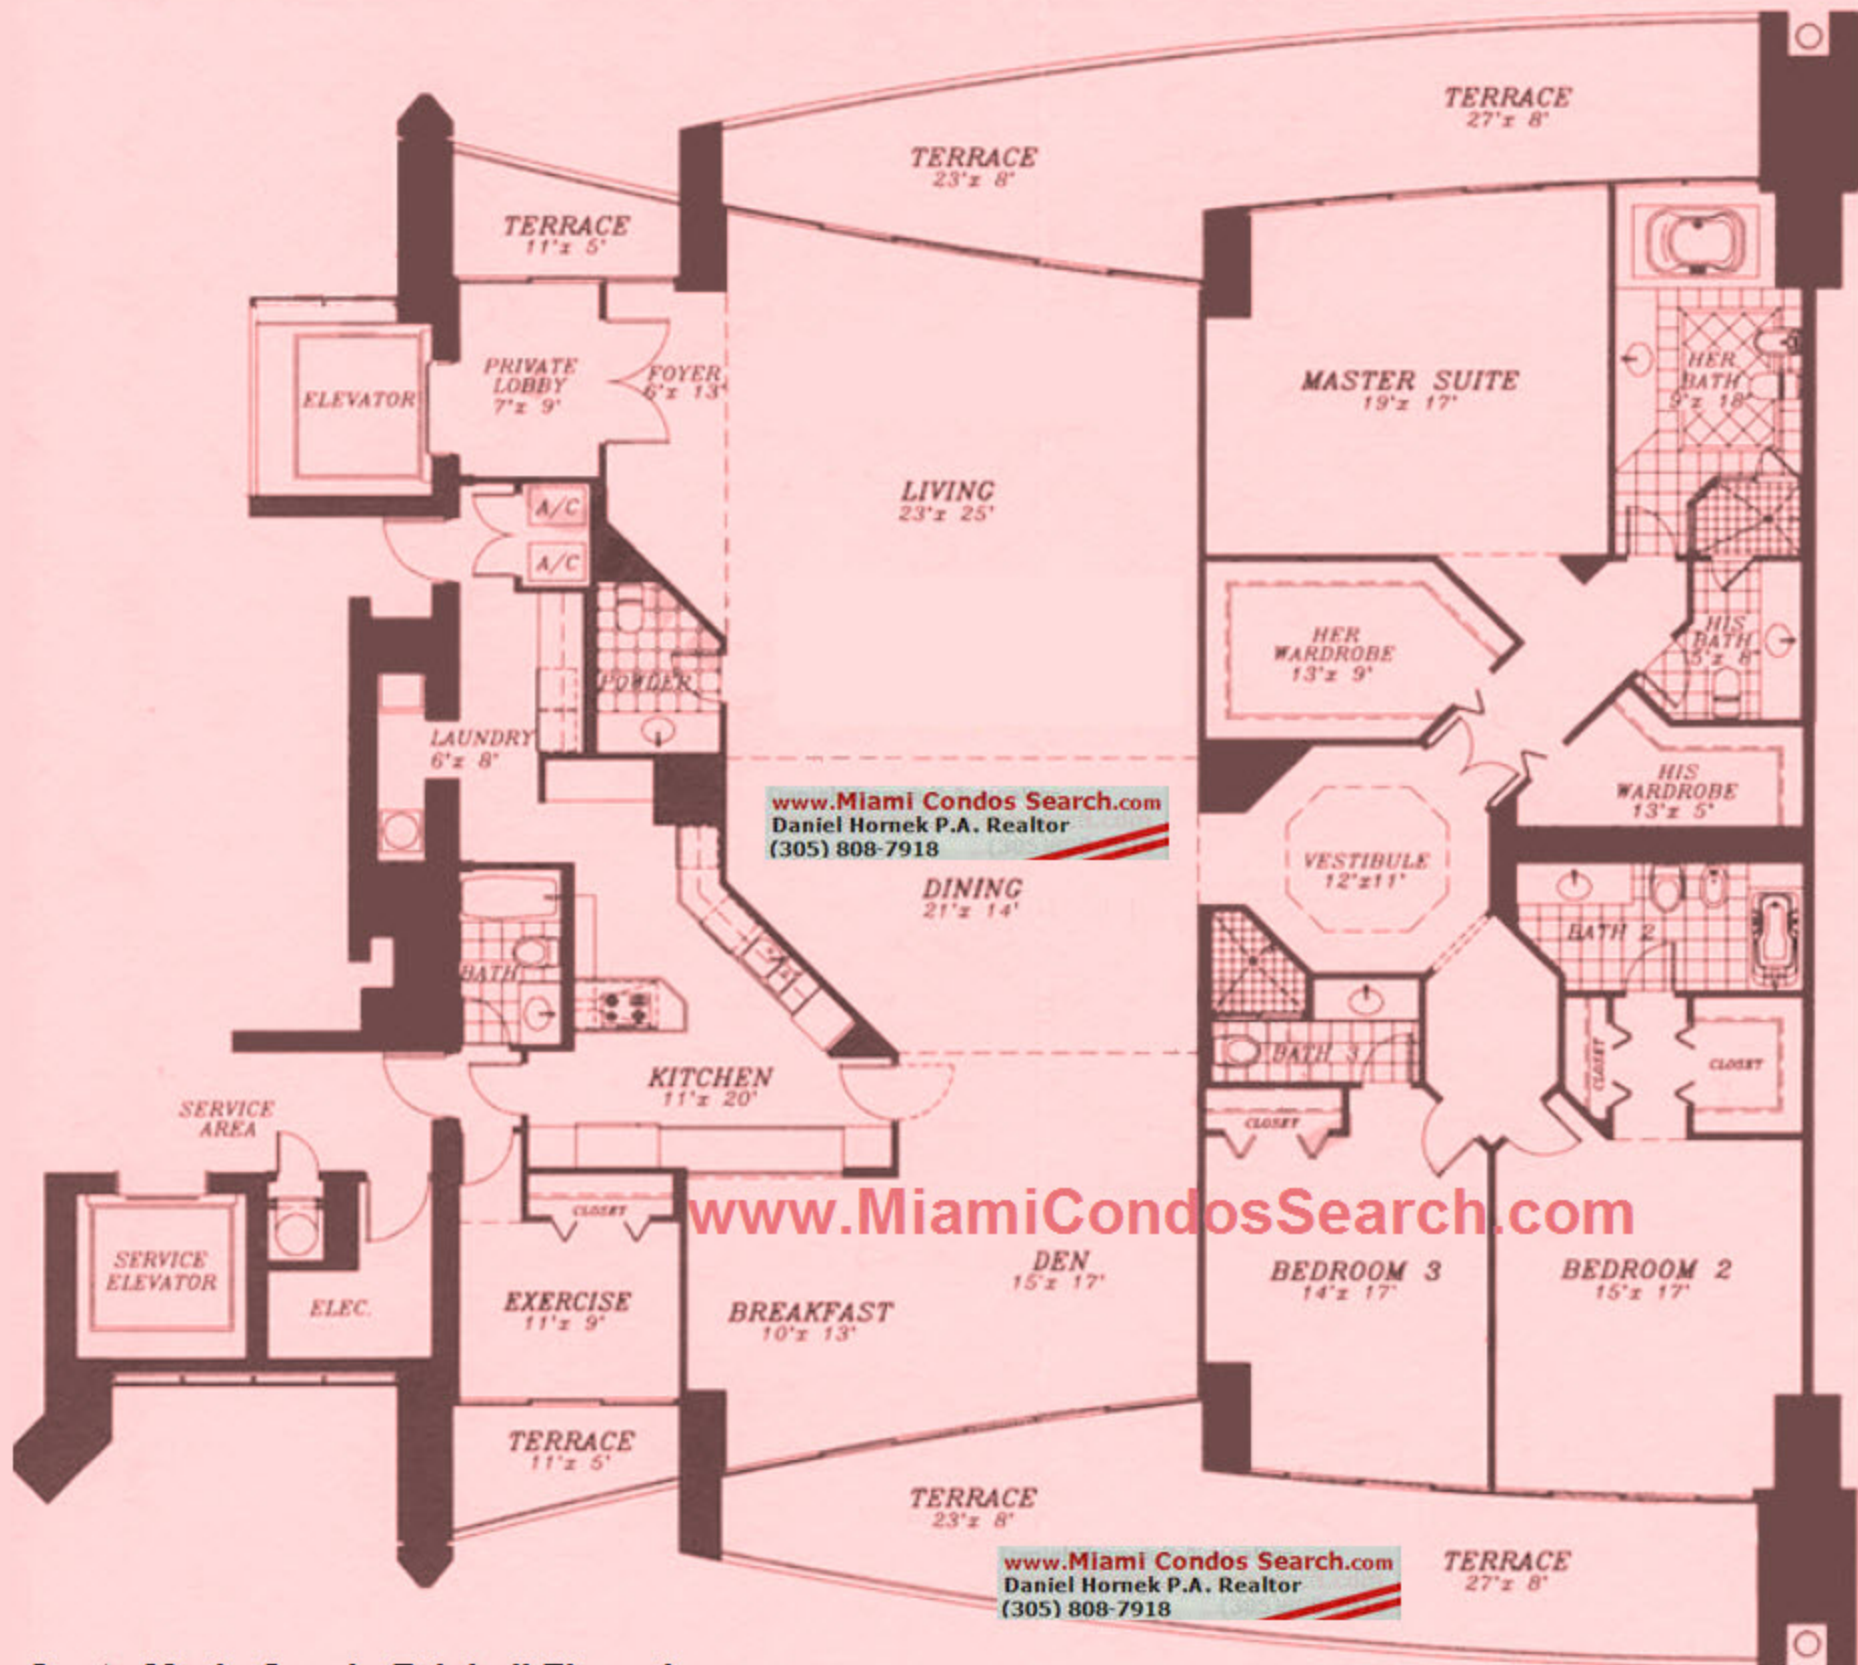 TERRACE
27'x 8'
TERRACE
23'x 8'
TERRACE
11'x 5'
ELEVATOR
PRIVATE
LOBBY
7'x 9'
FOYER
6'x 13'
MASTER SUITE
19'x 17'
HER
BATH
9'x 18'
LIVING
23'x 25'
A/C
A/C
HER
WARDROBE
13'x 9'
HIS
BATH
5'x 8'
POWDER
LAUNDRY
6'x 8'
HIS
WARDROBE
13'x 5'
www.Miami Condos Search.com
Daniel Hornek P.A. Realtor
(305) 808-7918
VESTIBULE
12'x11'
DINING
21'x 14'
BATH 2
BATH
BATH 3
CLOSET
CLOSET
KITCHEN
11'x 20'
SERVICE
AREA
CLOSET
CLOSET
www.MiamiCondosSearch.com
SERVICE
ELEVATOR
ELEC.
EXERCISE
11'x 9'
BREAKFAST
10'x 13'
DEN
15'x 17'
BEDROOM 3
14'x 17'
BEDROOM 2
15'x 17'
TERRACE
11'x 5'
TERRACE
23'x 8'
TERRACE
27'x 8'
www.Miami Condos Search.com
Daniel Hornek P.A. Realtor
(305) 808-7918